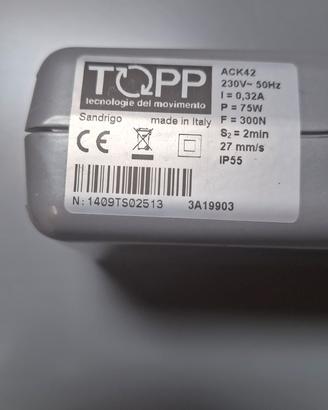 TOPP
tecnologie del movimento
Sandrigo made in Italy
CE
ACK42
230V~ 50Hz
I = 0,32A
P = 75W
F = 300N
S₂ = 2min
27 mm/s
IP55
N: 1409TS02513 3A19903